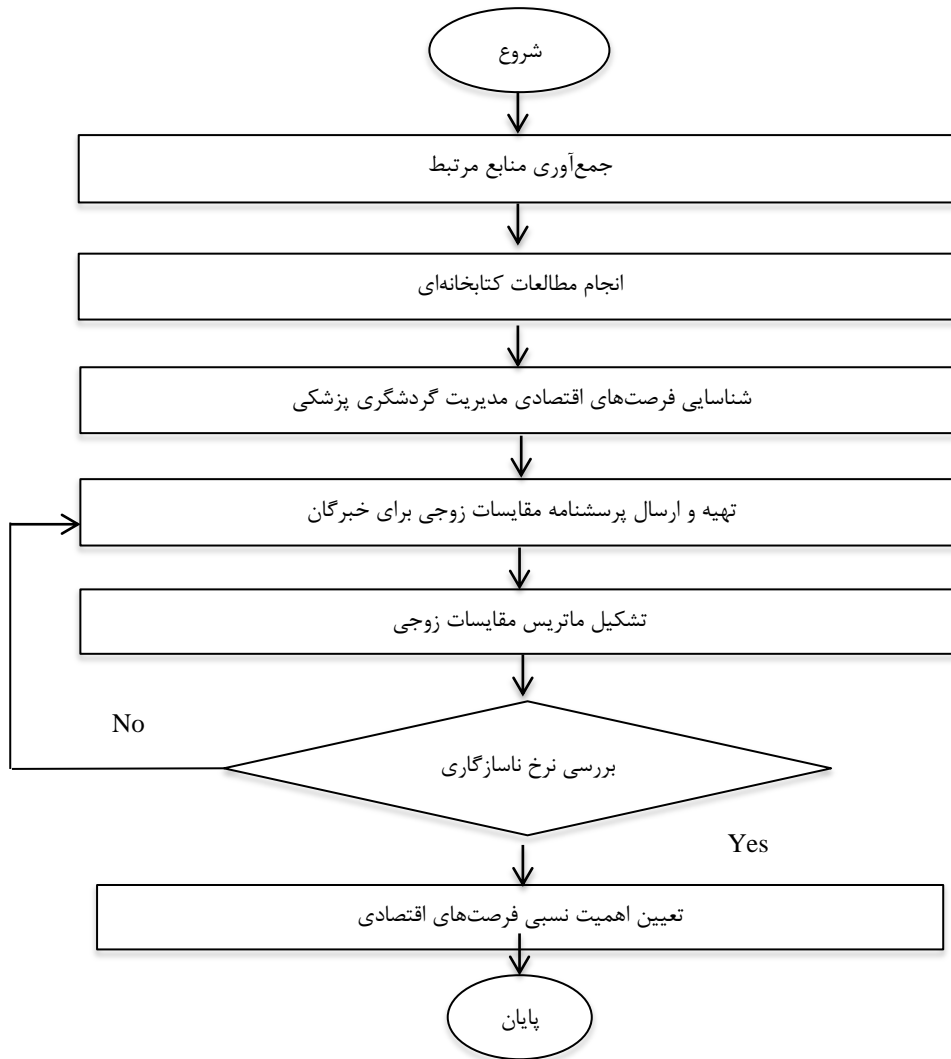 شروع
جمع‌آوری منابع مرتبط
انجام مطالعات کتابخانه‌ای
شناسایی فرصت‌های اقتصادی مدیریت گردشگری پزشکی
تهیه و ارسال پرسشنامه مقایسات زوجی برای خبرگان
تشکیل ماتریس مقایسات زوجی
No
بررسی نرخ ناسازگاری
Yes
تعیین اهمیت نسبی فرصت‌های اقتصادی
پایان